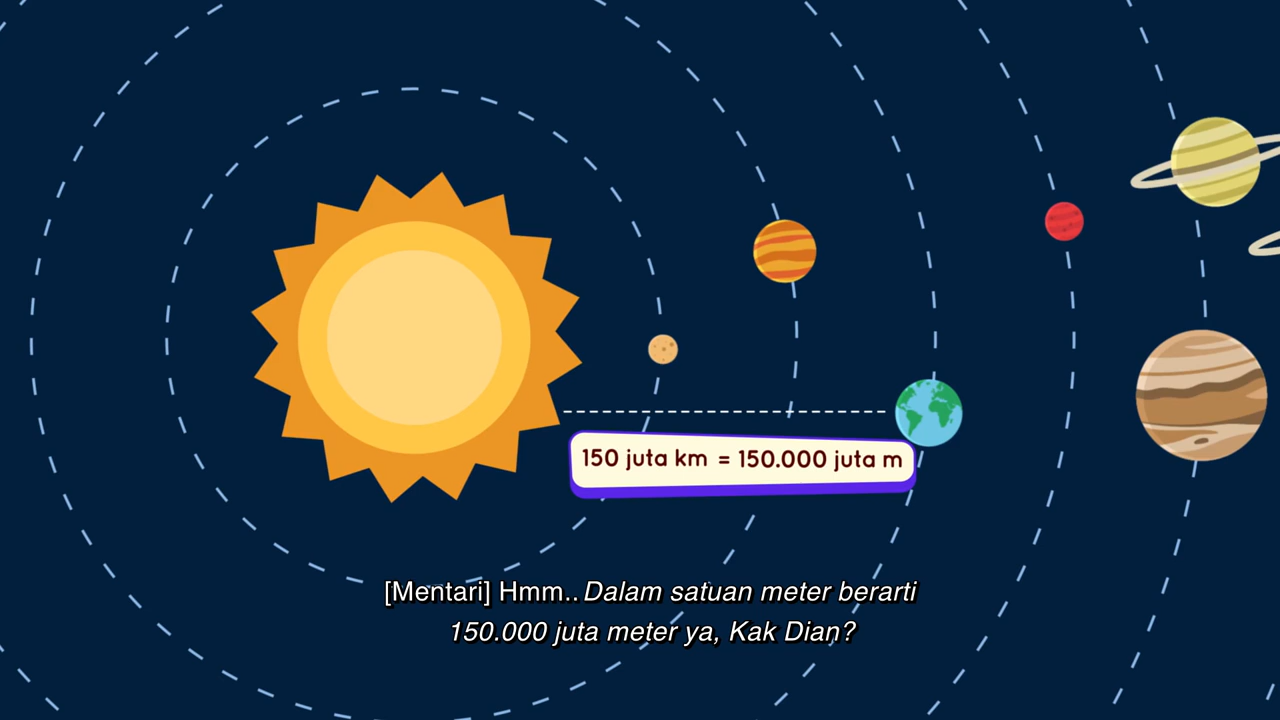 150 juta km = 150.000 juta m
[Mentari] Hmm.. Dalam satuan meter berarti
150.000 juta meter ya, Kak Dian?